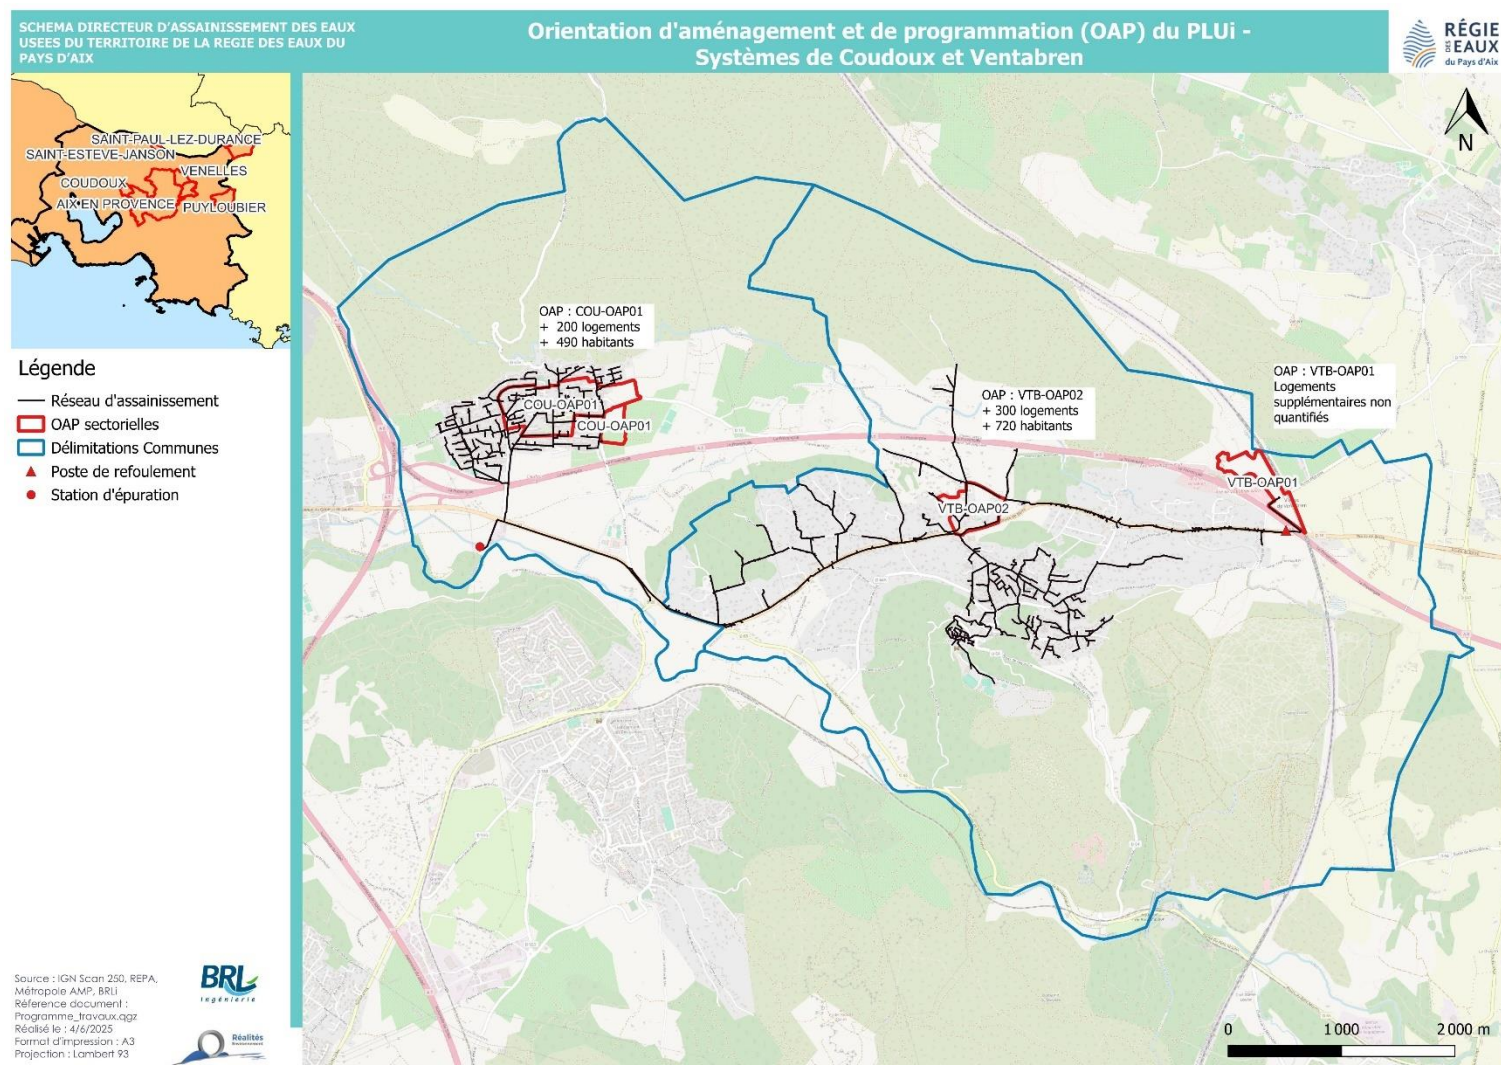 SCHEMA DIRECTEUR D'ASSAINISSEMENT DES EAUX
USEES DU TERRITOIRE DE LA REGIE DES EAUX DU
PAYS D'AIX
Orientation d'aménagement et de programmation (OAP) du PLUi -
Systèmes de Coudoux et Ventabren
RÉGIE
DES EAUX
du Pays d'Aix
SAINT-PAUL-LEZ-DURANCE
SAINT-ESTEVE-JANSON
VENELLES
COUDOUX
AIX EN PROVENCE
PUYLOUBIER
N
Légende
Réseau d'assainissement
OAP sectorielles
Délimitations Communes
Poste de refoulement
Station d'épuration
OAP : COU-OAP01
+ 200 logements
+ 490 habitants
COU-OAP01
COU-OAP01
OAP : VTB-OAP02
+ 300 logements
+ 720 habitants
VTB-OAP02
OAP : VTB-OAP01
Logements
supplémentaires non
quantifiés
VTB-OAP01
Source : IGN Scan 250, REPA,
Métropole AMP, BRLi
Réference document :
Programme_travaux.qgz
Réalisé le : 4/6/2025
Format d'impression : A3
Projection : Lambert 93
BRL
Ingénierie
Réalités
Environnement
0 1 000 2 000 m